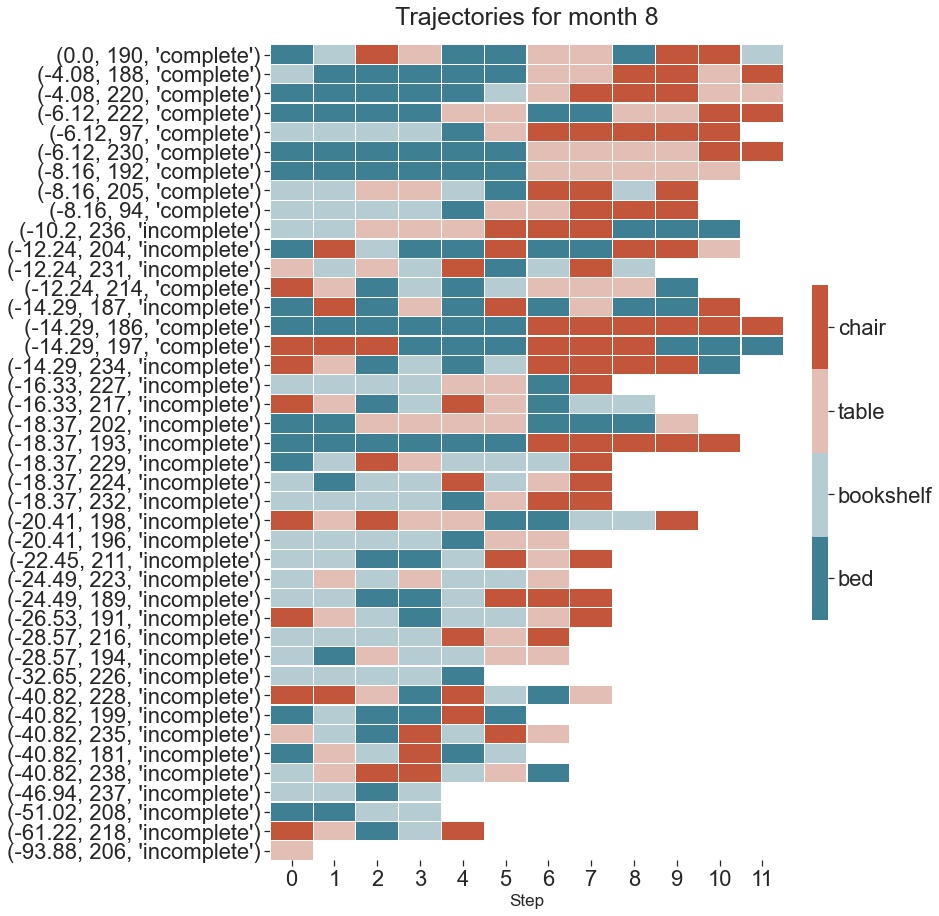 Trajectories for month 8
(0.0, 190, 'complete')
(-4.08, 188, 'complete')
(-4.08, 220, 'complete')
(-6.12, 222, 'complete')
(-6.12, 97, 'complete')
(-6.12, 230, 'complete')
(-8.16, 192, 'complete')
(-8.16, 205, 'complete')
(-8.16, 94, 'complete')
(-10.2, 236, 'incomplete')
(-12.24, 204, 'incomplete')
(-12.24, 231, 'incomplete')
(-12.24, 214, 'complete')
(-14.29, 187, 'incomplete')
(-14.29, 186, 'complete')
(-14.29, 197, 'complete')
(-14.29, 234, 'incomplete')
(-16.33, 227, 'incomplete')
(-16.33, 217, 'incomplete')
(-18.37, 202, 'incomplete')
(-18.37, 193, 'incomplete')
(-18.37, 229, 'incomplete')
(-18.37, 224, 'incomplete')
(-18.37, 232, 'incomplete')
(-20.41, 198, 'incomplete')
(-20.41, 196, 'incomplete')
(-22.45, 211, 'incomplete')
(-24.49, 223, 'incomplete')
(-24.49, 189, 'incomplete')
(-26.53, 191, 'incomplete')
(-28.57, 216, 'incomplete')
(-28.57, 194, 'incomplete')
(-32.65, 226, 'incomplete')
(-40.82, 228, 'incomplete')
(-40.82, 199, 'incomplete')
(-40.82, 235, 'incomplete')
(-40.82, 181, 'incomplete')
(-40.82, 238, 'incomplete')
(-46.94, 237, 'incomplete')
(-51.02, 208, 'incomplete')
(-61.22, 218, 'incomplete')
(-93.88, 206, 'incomplete')
0 1 2 3 4 5 6 7 8 9 10 11
Step
chair
table
bookshelf
bed